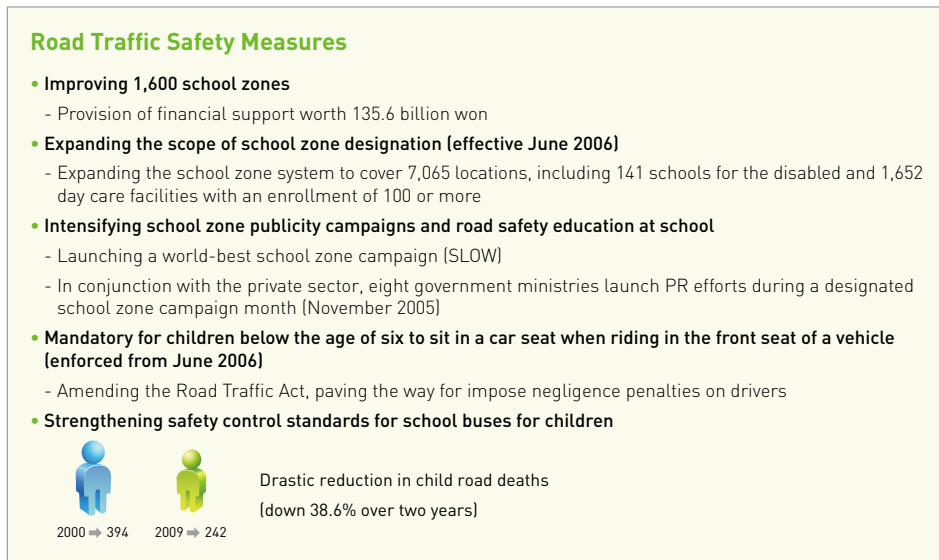 Road Traffic Safety Measures
• Improving 1,600 school zones
- Provision of financial support worth 135.6 billion won
• Expanding the scope of school zone designation (effective June 2006)
- Expanding the school zone system to cover 7,065 locations, including 141 schools for the disabled and 1,652
day care facilities with an enrollment of 100 or more
• Intensifying school zone publicity campaigns and road safety education at school
- Launching a world-best school zone campaign (SLOW)
- In conjunction with the private sector, eight government ministries launch PR efforts during a designated
school zone campaign month (November 2005)
• Mandatory for children below the age of six to sit in a car seat when riding in the front seat of a vehicle
(enforced from June 2006)
- Amending the Road Traffic Act, paving the way for impose negligence penalties on drivers
• Strengthening safety control standards for school buses for children
Drastic reduction in child road deaths
(down 38.6% over two years)
2000 ➡ 394 2009 ➡ 242